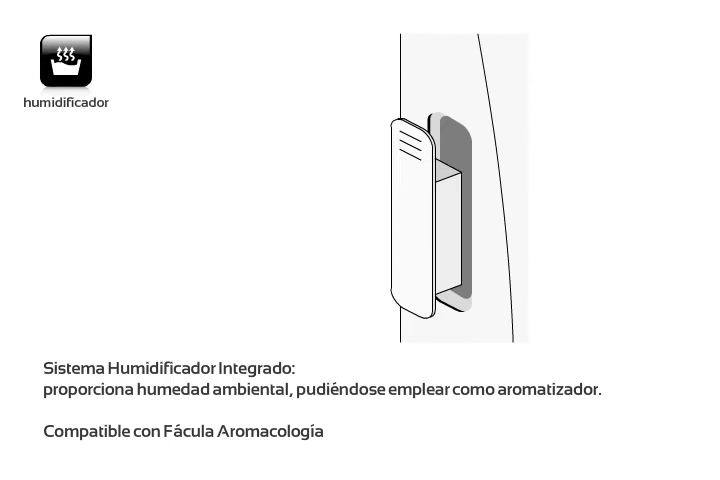 humidificador
Sistema Humidificador Integrado:
proporciona humedad ambiental, pudiéndose emplear como aromatizador.
Compatible con Fácula Aromacología